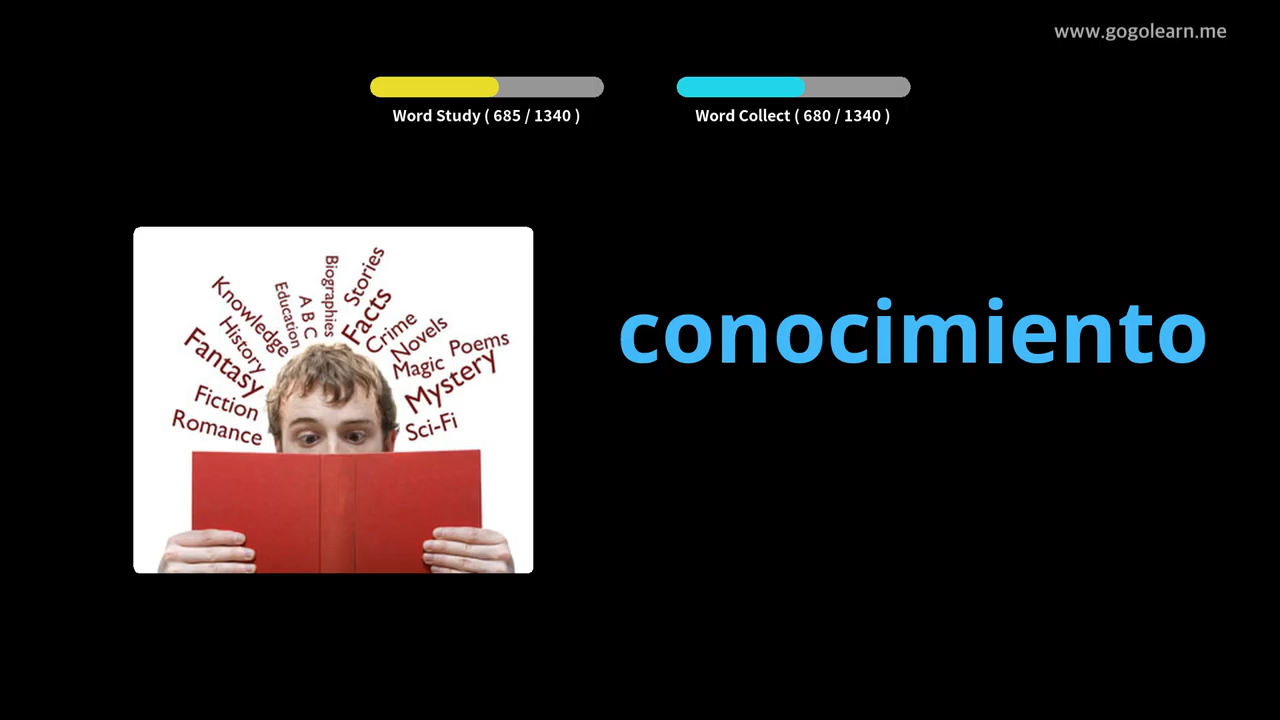 www.gogolearn.me
Word Study ( 685 / 1340 )
Word Collect ( 680 / 1340 )
Romance
Fiction
Fantasy
History
Knowledge
Education
A B C
Biographies
Stories
Facts
Crime
Novels
Magic
Poems
Mystery
Sci-Fi
conocimiento